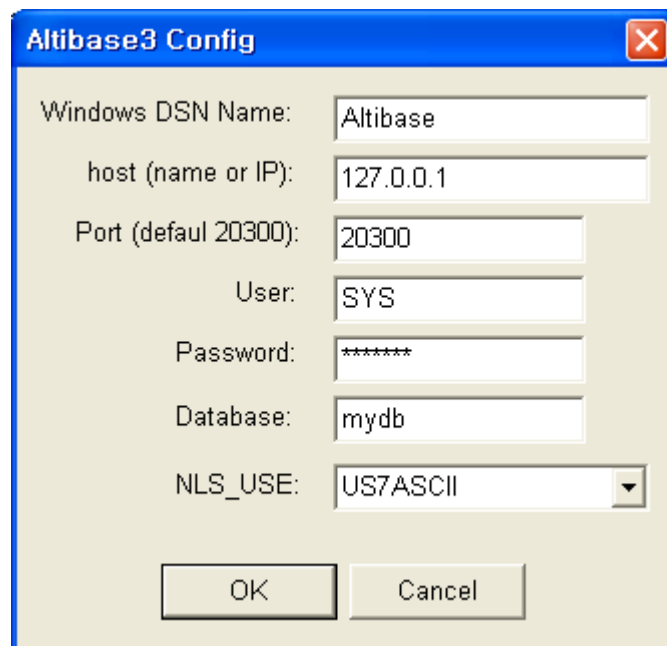 Altibase3 Config
Windows DSN Name: Altibase
host (name or IP): 127.0.0.1
Port (defaul 20300): 20300
User: SYS
Password: *******
Database: mydb
NLS_USE: US7ASCII
OK Cancel